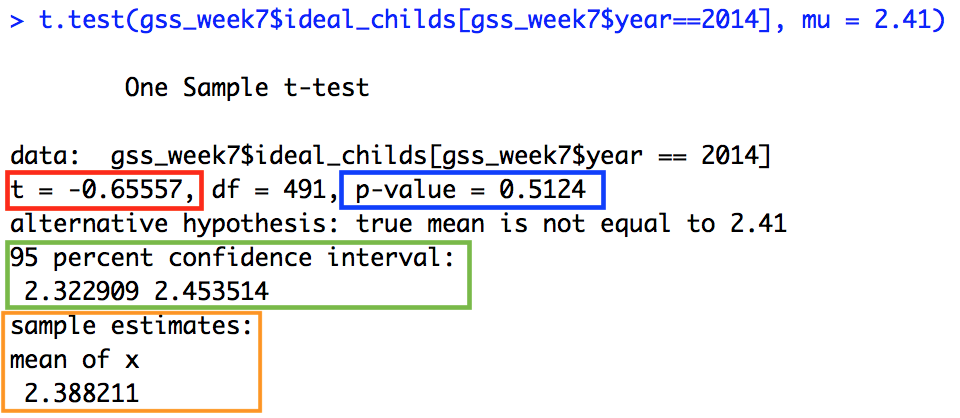 > t.test(gss_week7$ideal_childs[gss_week7$year==2014], mu = 2.41)
One Sample t-test
data:  gss_week7$ideal_childs[gss_week7$year == 2014]
t = -0.65557, df = 491, p-value = 0.5124
alternative hypothesis: true mean is not equal to 2.41
95 percent confidence interval:
2.322909 2.453514
sample estimates:
mean of x
2.388211